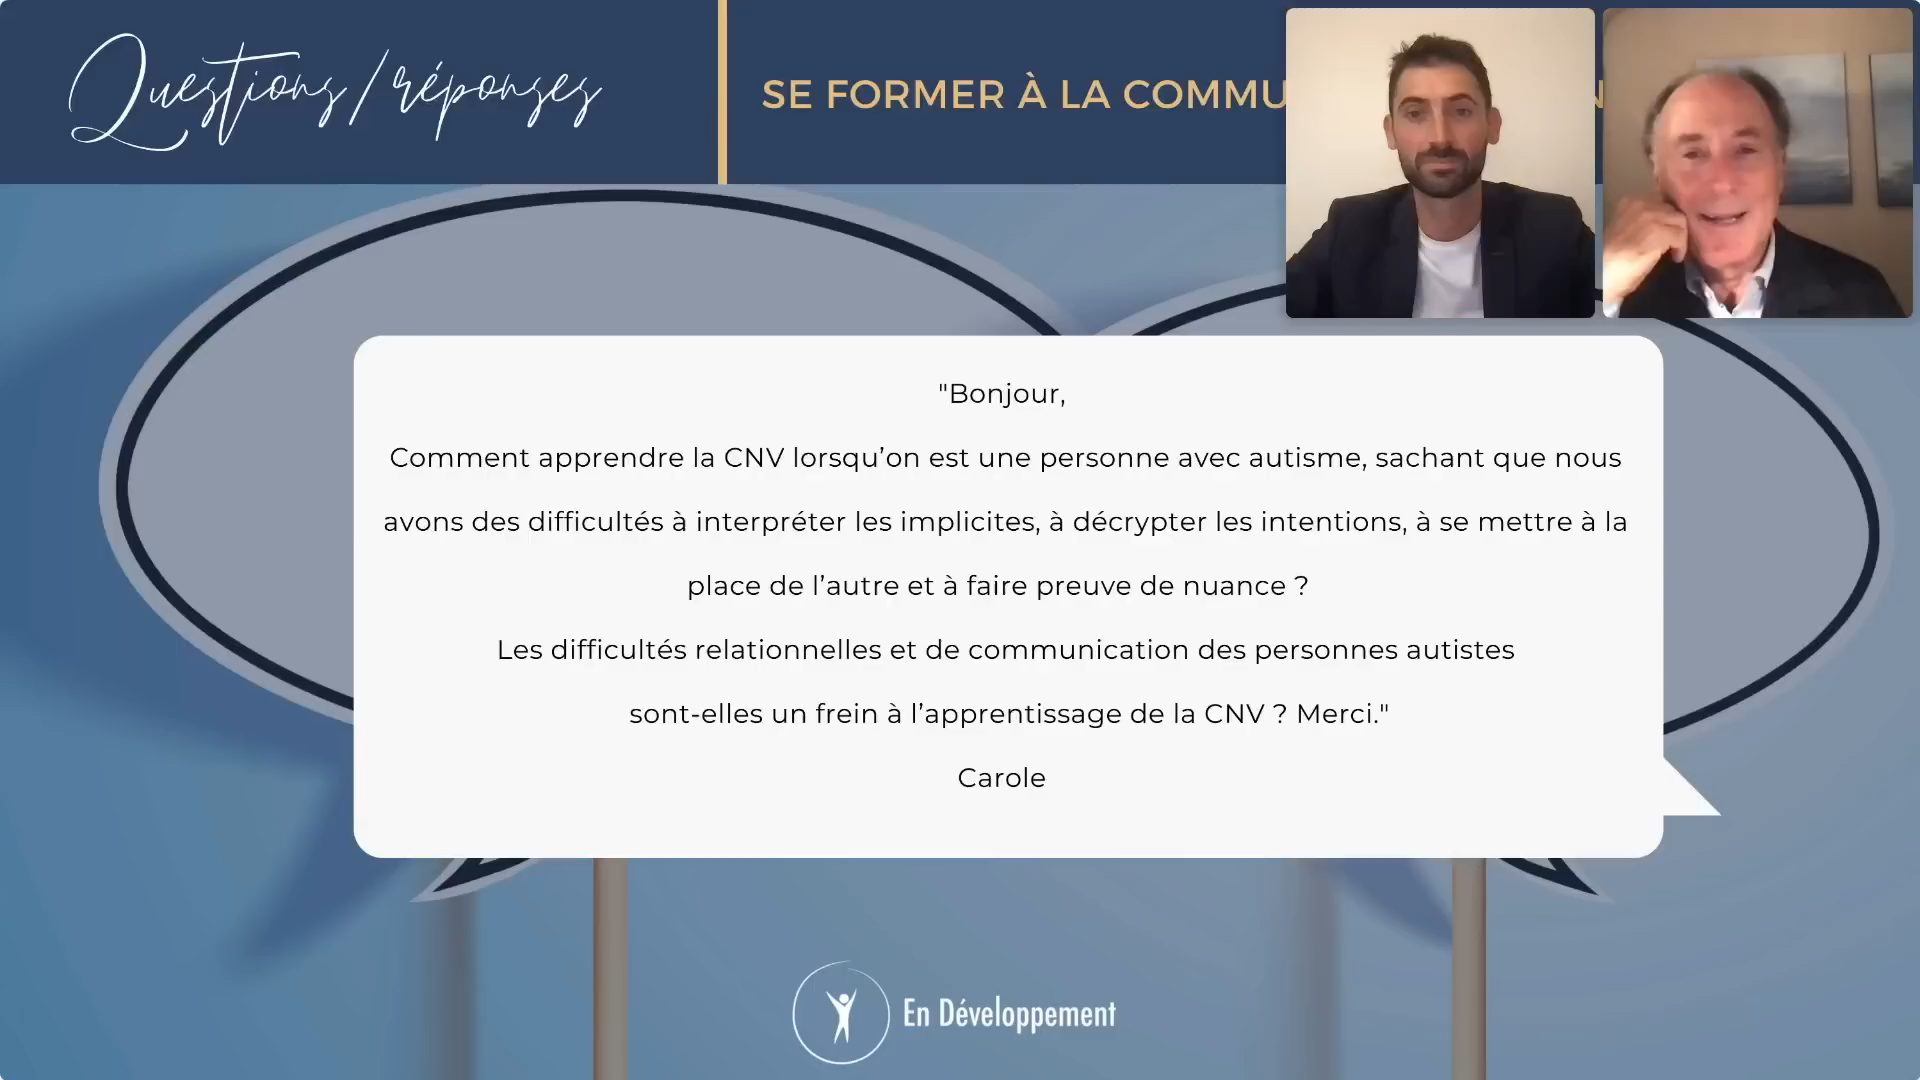 Questions/réponses
SE FORMER À LA COMMU
"Bonjour,
Comment apprendre la CNV lorsqu’on est une personne avec autisme, sachant que nous
avons des difficultés à interpréter les implicites, à décrypter les intentions, à se mettre à la
place de l’autre et à faire preuve de nuance ?
Les difficultés relationnelles et de communication des personnes autistes
sont-elles un frein à l’apprentissage de la CNV ? Merci."
Carole
En Développement